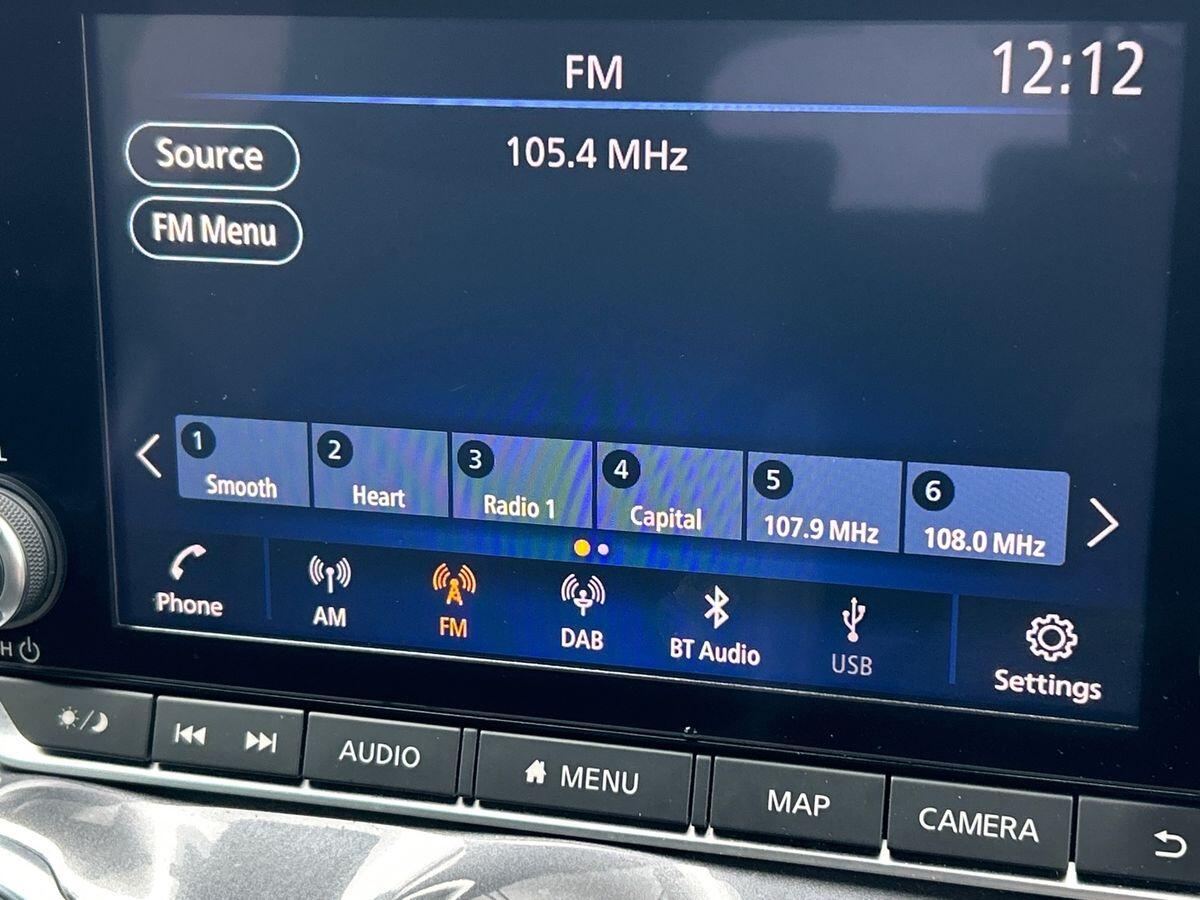 FM
12:12
105.4 MHz
Source
FM Menu
1
Smooth
2
Heart
3
Radio 1
4
Capital
5
107.9 MHz
6
108.0 MHz
Phone
AM
FM
DAB
BT Audio
USB
Settings
AUDIO
MENU
MAP
CAMERA